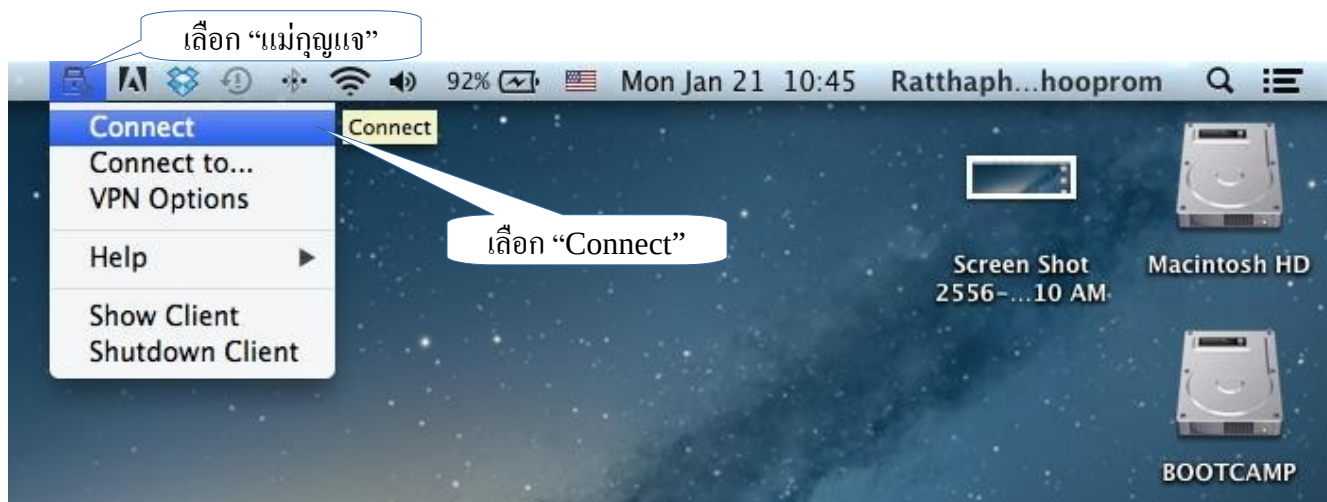 เลือก “แม่กุญแจ”
92% Mon Jan 21 10:45 Ratthaph...hooprom
Connect
Connect
Connect to...
VPN Options
เลือก “Connect”
Help
Show Client
Shutdown Client
Screen Shot
2556-...10 AM
Macintosh HD
BOOTCAMP